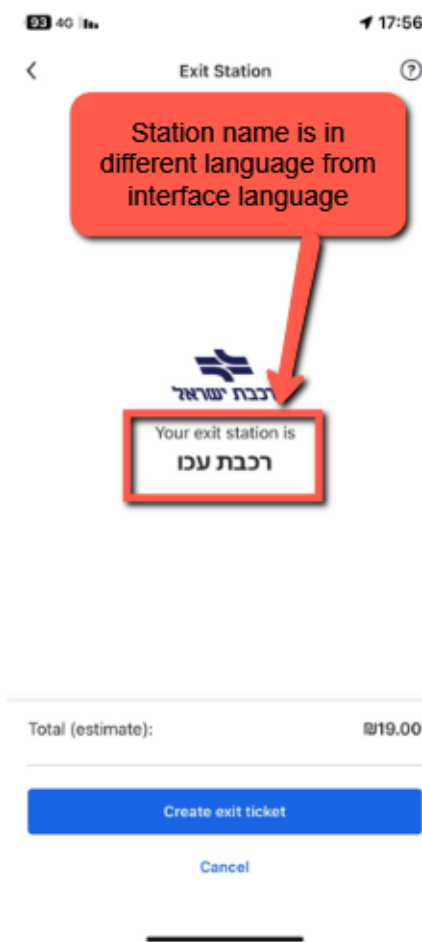 93 4G 17:56
Exit Station ?
Station name is in
different language from
interface language
רכבת ישראל
Your exit station is
רכבת עכו
Total (estimate): ₪19.00
Create exit ticket
Cancel